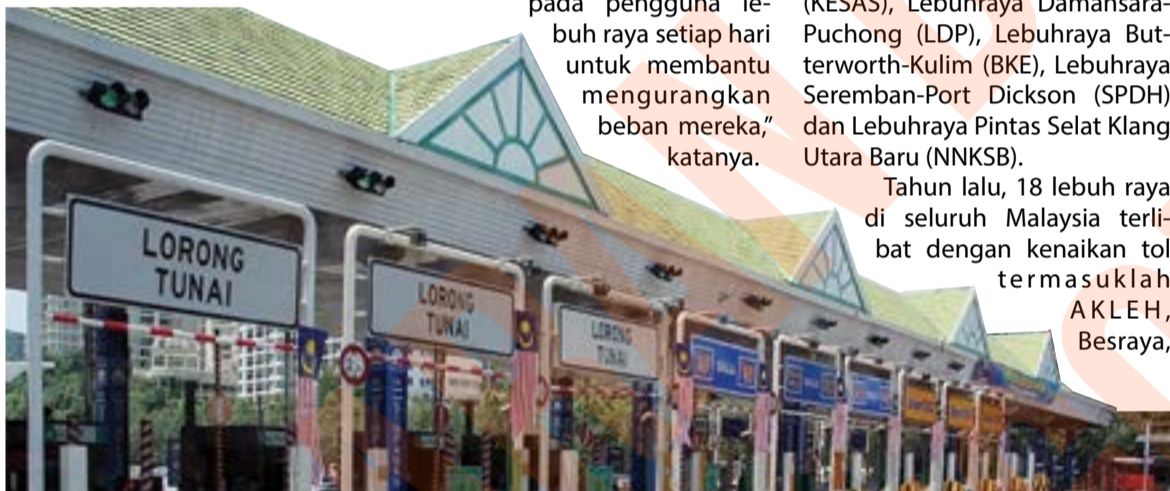 pada pengguna le-
buh raya setiap hari
untuk membantu
mengurangkan
beban mereka,”
katanya.
(KESAS), Lebuhraya Damansara-
Puchong (LDP), Lebuhraya But-
terworth-Kulim (BKE), Lebuhraya
Seremban-Port Dickson (SPDH)
dan Lebuhraya Pintas Selat Klang
Utara Baru (NNKSB).
Tahun lalu, 18 lebuh raya
di seluruh Malaysia terli-
bat dengan kenaikan tol
termasuklah
AKLEH,
Besraya,
LORONG
TUNAI
LORONG
TUNAI
LORONG
TUNAI